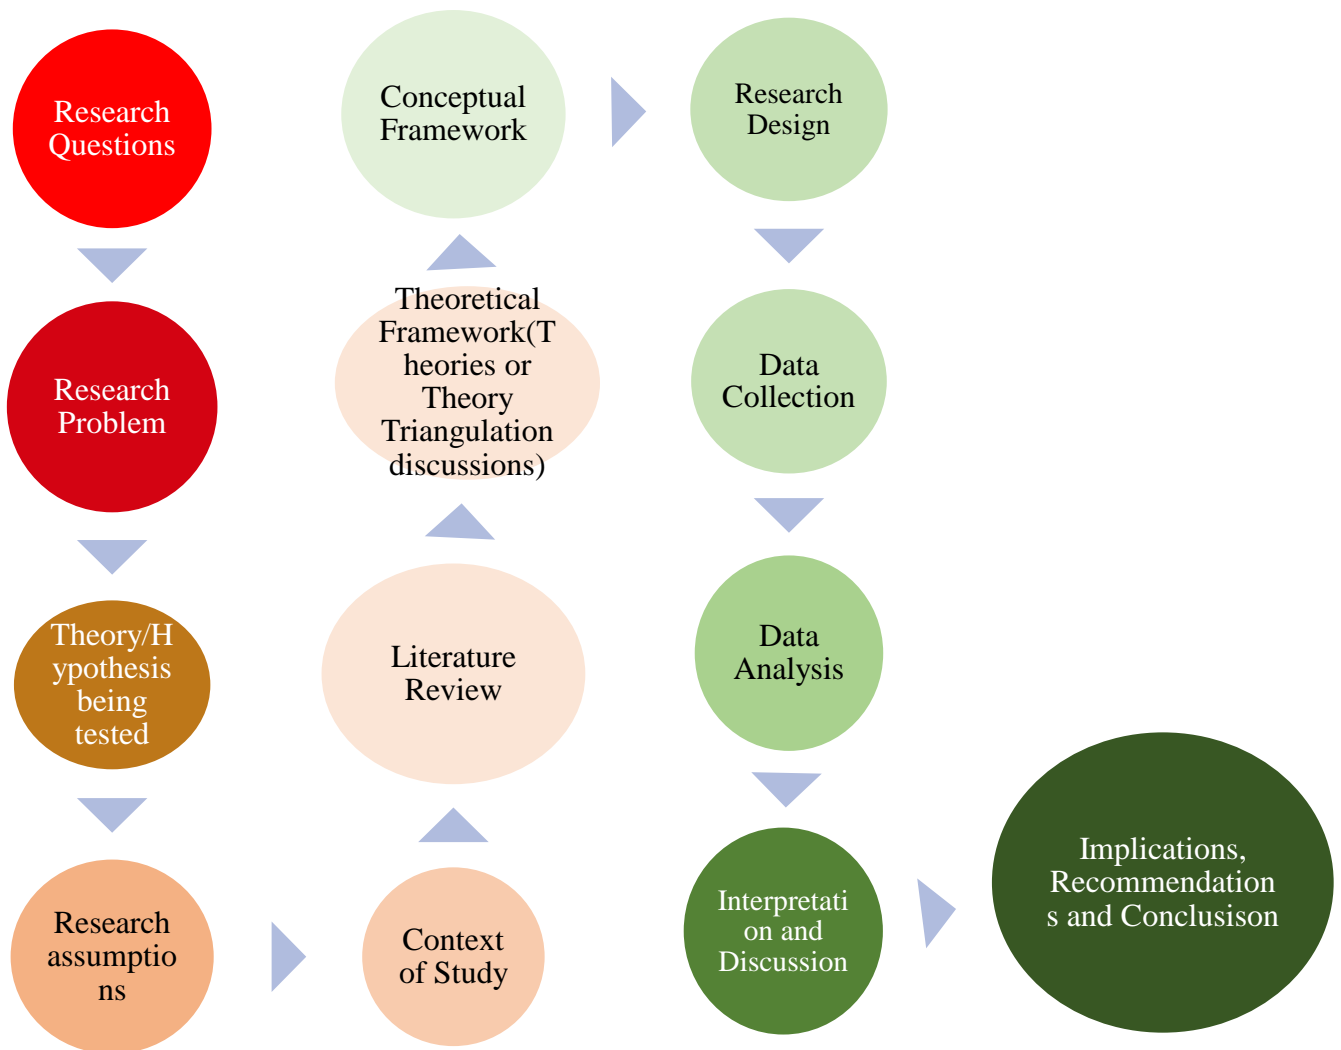 Research
Questions
Research
Problem
Theory/H
ypothesis
being
tested
Research
assumptio
ns
Context
of Study
Literature
Review
Theoretical
Framework(T
heories or
Theory
Triangulation
discussions)
Conceptual
Framework
Research
Design
Data
Collection
Data
Analysis
Interpretati
on and
Discussion
Implications,
Recommendation
s and Conclusison